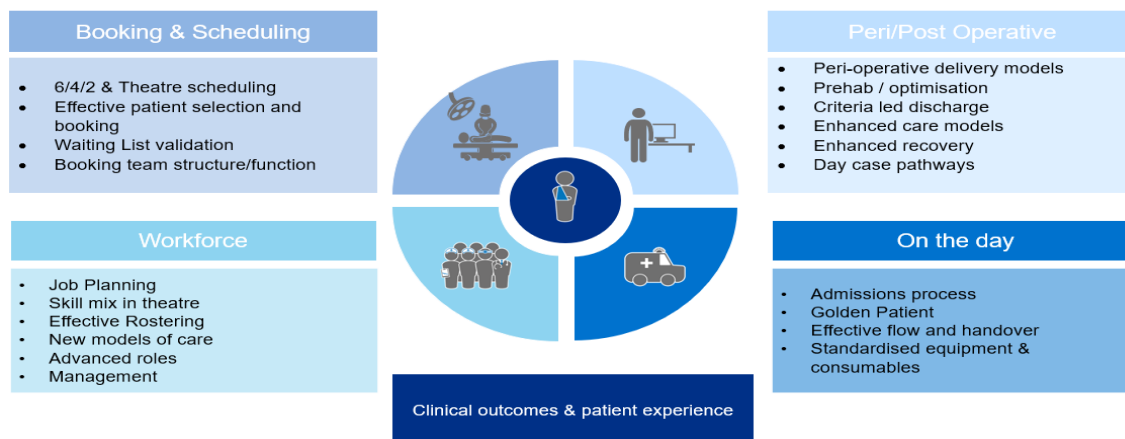 Booking & Scheduling
• 6/4/2 & Theatre scheduling
• Effective patient selection and
booking
• Waiting List validation
• Booking team structure/function
Peri/Post Operative
• Peri-operative delivery models
• Prehab / optimisation
• Criteria led discharge
• Enhanced care models
• Enhanced recovery
• Day case pathways
Workforce
• Job Planning
• Skill mix in theatre
• Effective Rostering
• New models of care
• Advanced roles
• Management
On the day
• Admissions process
• Golden Patient
• Effective flow and handover
• Standardised equipment &
consumables
Clinical outcomes & patient experience